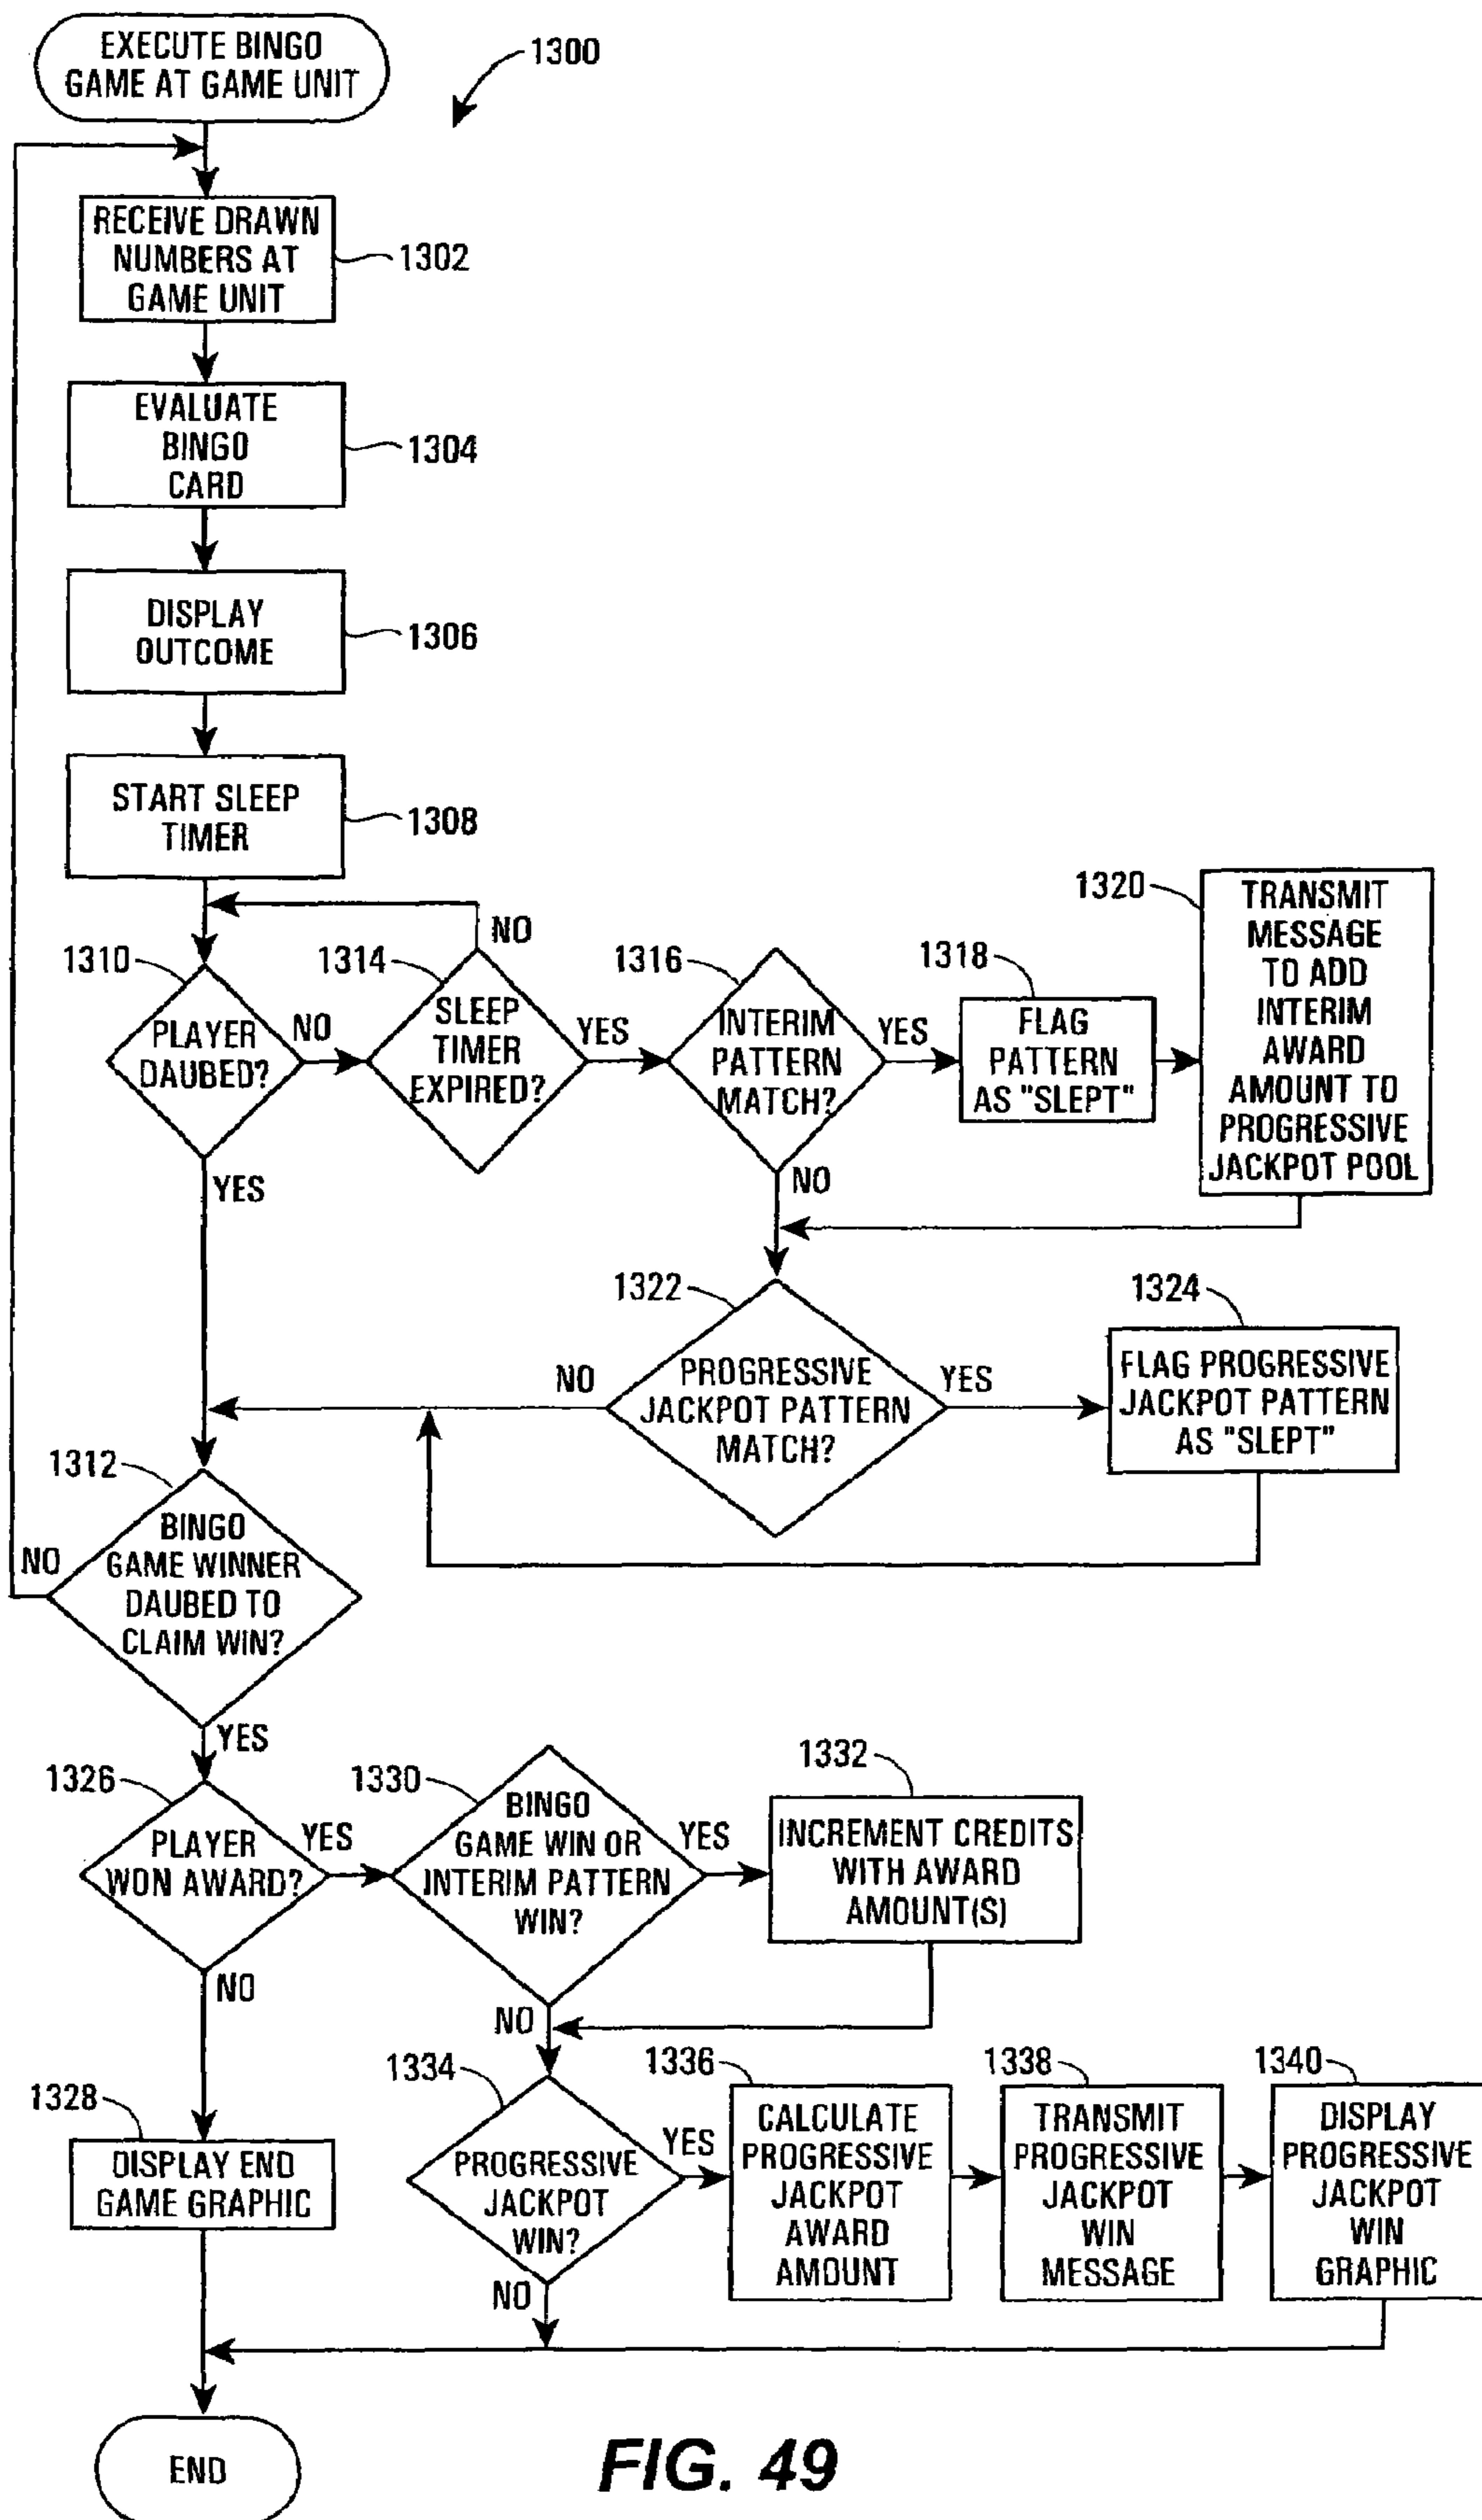 EXECUTE BINGO
GAME AT GAME UNIT
1300
RECEIVE DRAWN
NUMBERS AT
GAME UNIT
1302
EVALUATE
BINGO
CARD
1304
DISPLAY
OUTCOME
1306
START SLEEP
TIMER
1308
1310
PLAYER
DAUBED?
NO
YES
1314
SLEEP
TIMER
EXPIRED?
NO
YES
1316
INTERIM
PATTERN
MATCH?
YES
NO
1318
FLAG
PATTERN
AS "SLEPT"
1320
TRANSMIT
MESSAGE
TO ADD
INTERIM
AWARD
AMOUNT TO
PROGRESSIVE
JACKPOT POOL
1322
PROGRESSIVE
JACKPOT PATTERN
MATCH?
NO
YES
1324
FLAG PROGRESSIVE
JACKPOT PATTERN
AS "SLEPT"
1312
BINGO
GAME WINNER
DAUBED TO
CLAIM WIN?
NO
YES
1326
PLAYER
WON AWARD?
YES
NO
1330
BINGO
GAME WIN OR
INTERIM PATTERN
WIN?
YES
NO
1332
INCREMENT CREDITS
WITH AWARD
AMOUNT(S)
1328
DISPLAY END
GAME GRAPHIC
1334
PROGRESSIVE
JACKPOT
WIN?
YES
NO
1336
CALCULATE
PROGRESSIVE
JACKPOT
AWARD
AMOUNT
1338
TRANSMIT
PROGRESSIVE
JACKPOT
WIN
MESSAGE
1340
DISPLAY
PROGRESSIVE
JACKPOT
WIN
GRAPHIC
END
FIG. 49